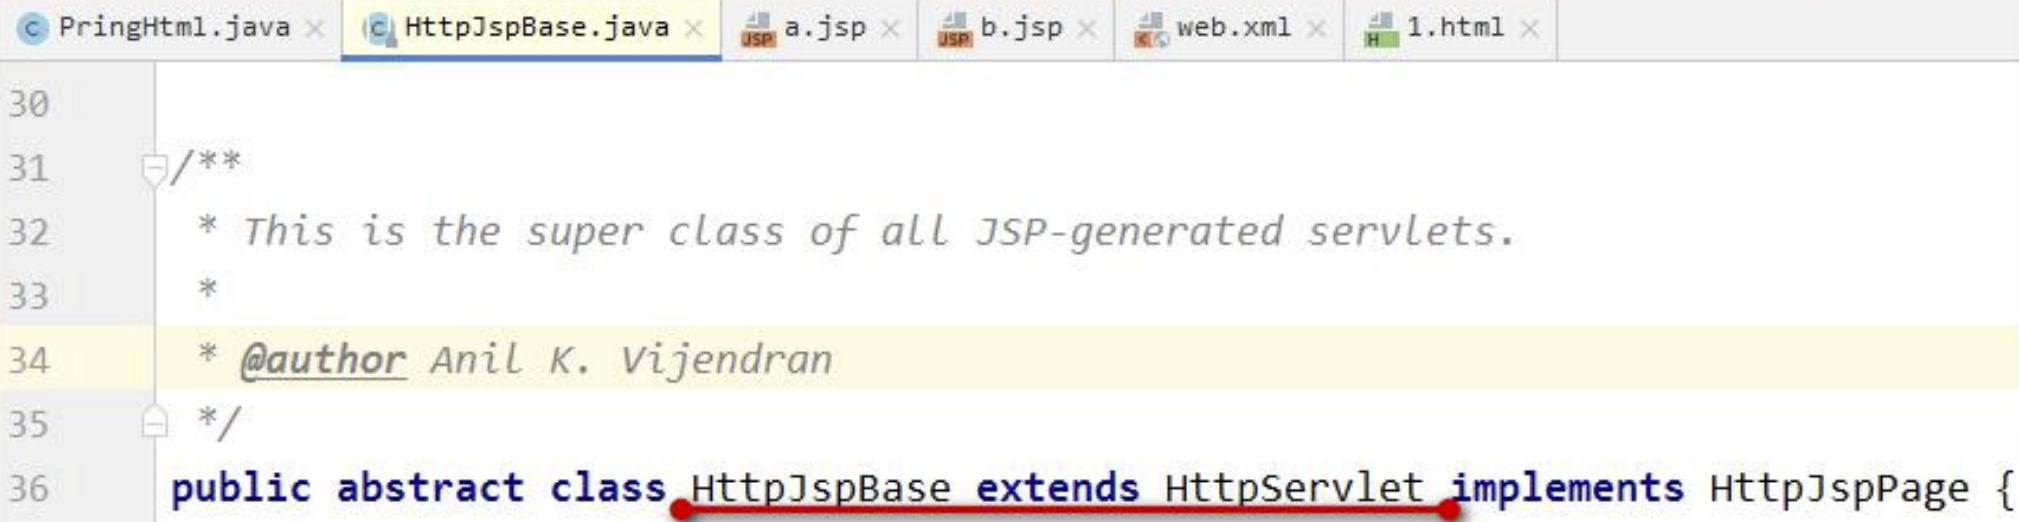 PringHtml.java HttpJspBase.java a.jsp b.jsp web.xml 1.html
30
31 /**
32 * This is the super class of all JSP-generated servlets.
33 *
34 * @author Anil K. Vijendran
35 */
36 public abstract class HttpJspBase extends HttpServlet implements HttpJspPage {